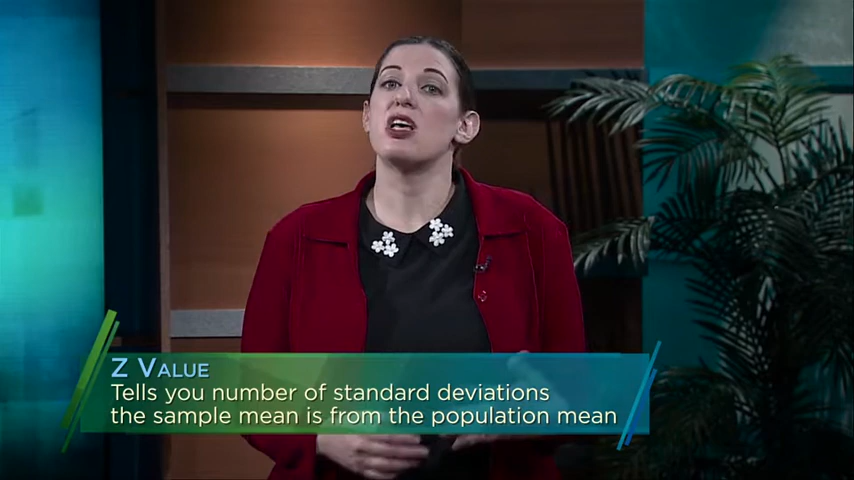 Z Value
Tells you number of standard deviations
the sample mean is from the population mean